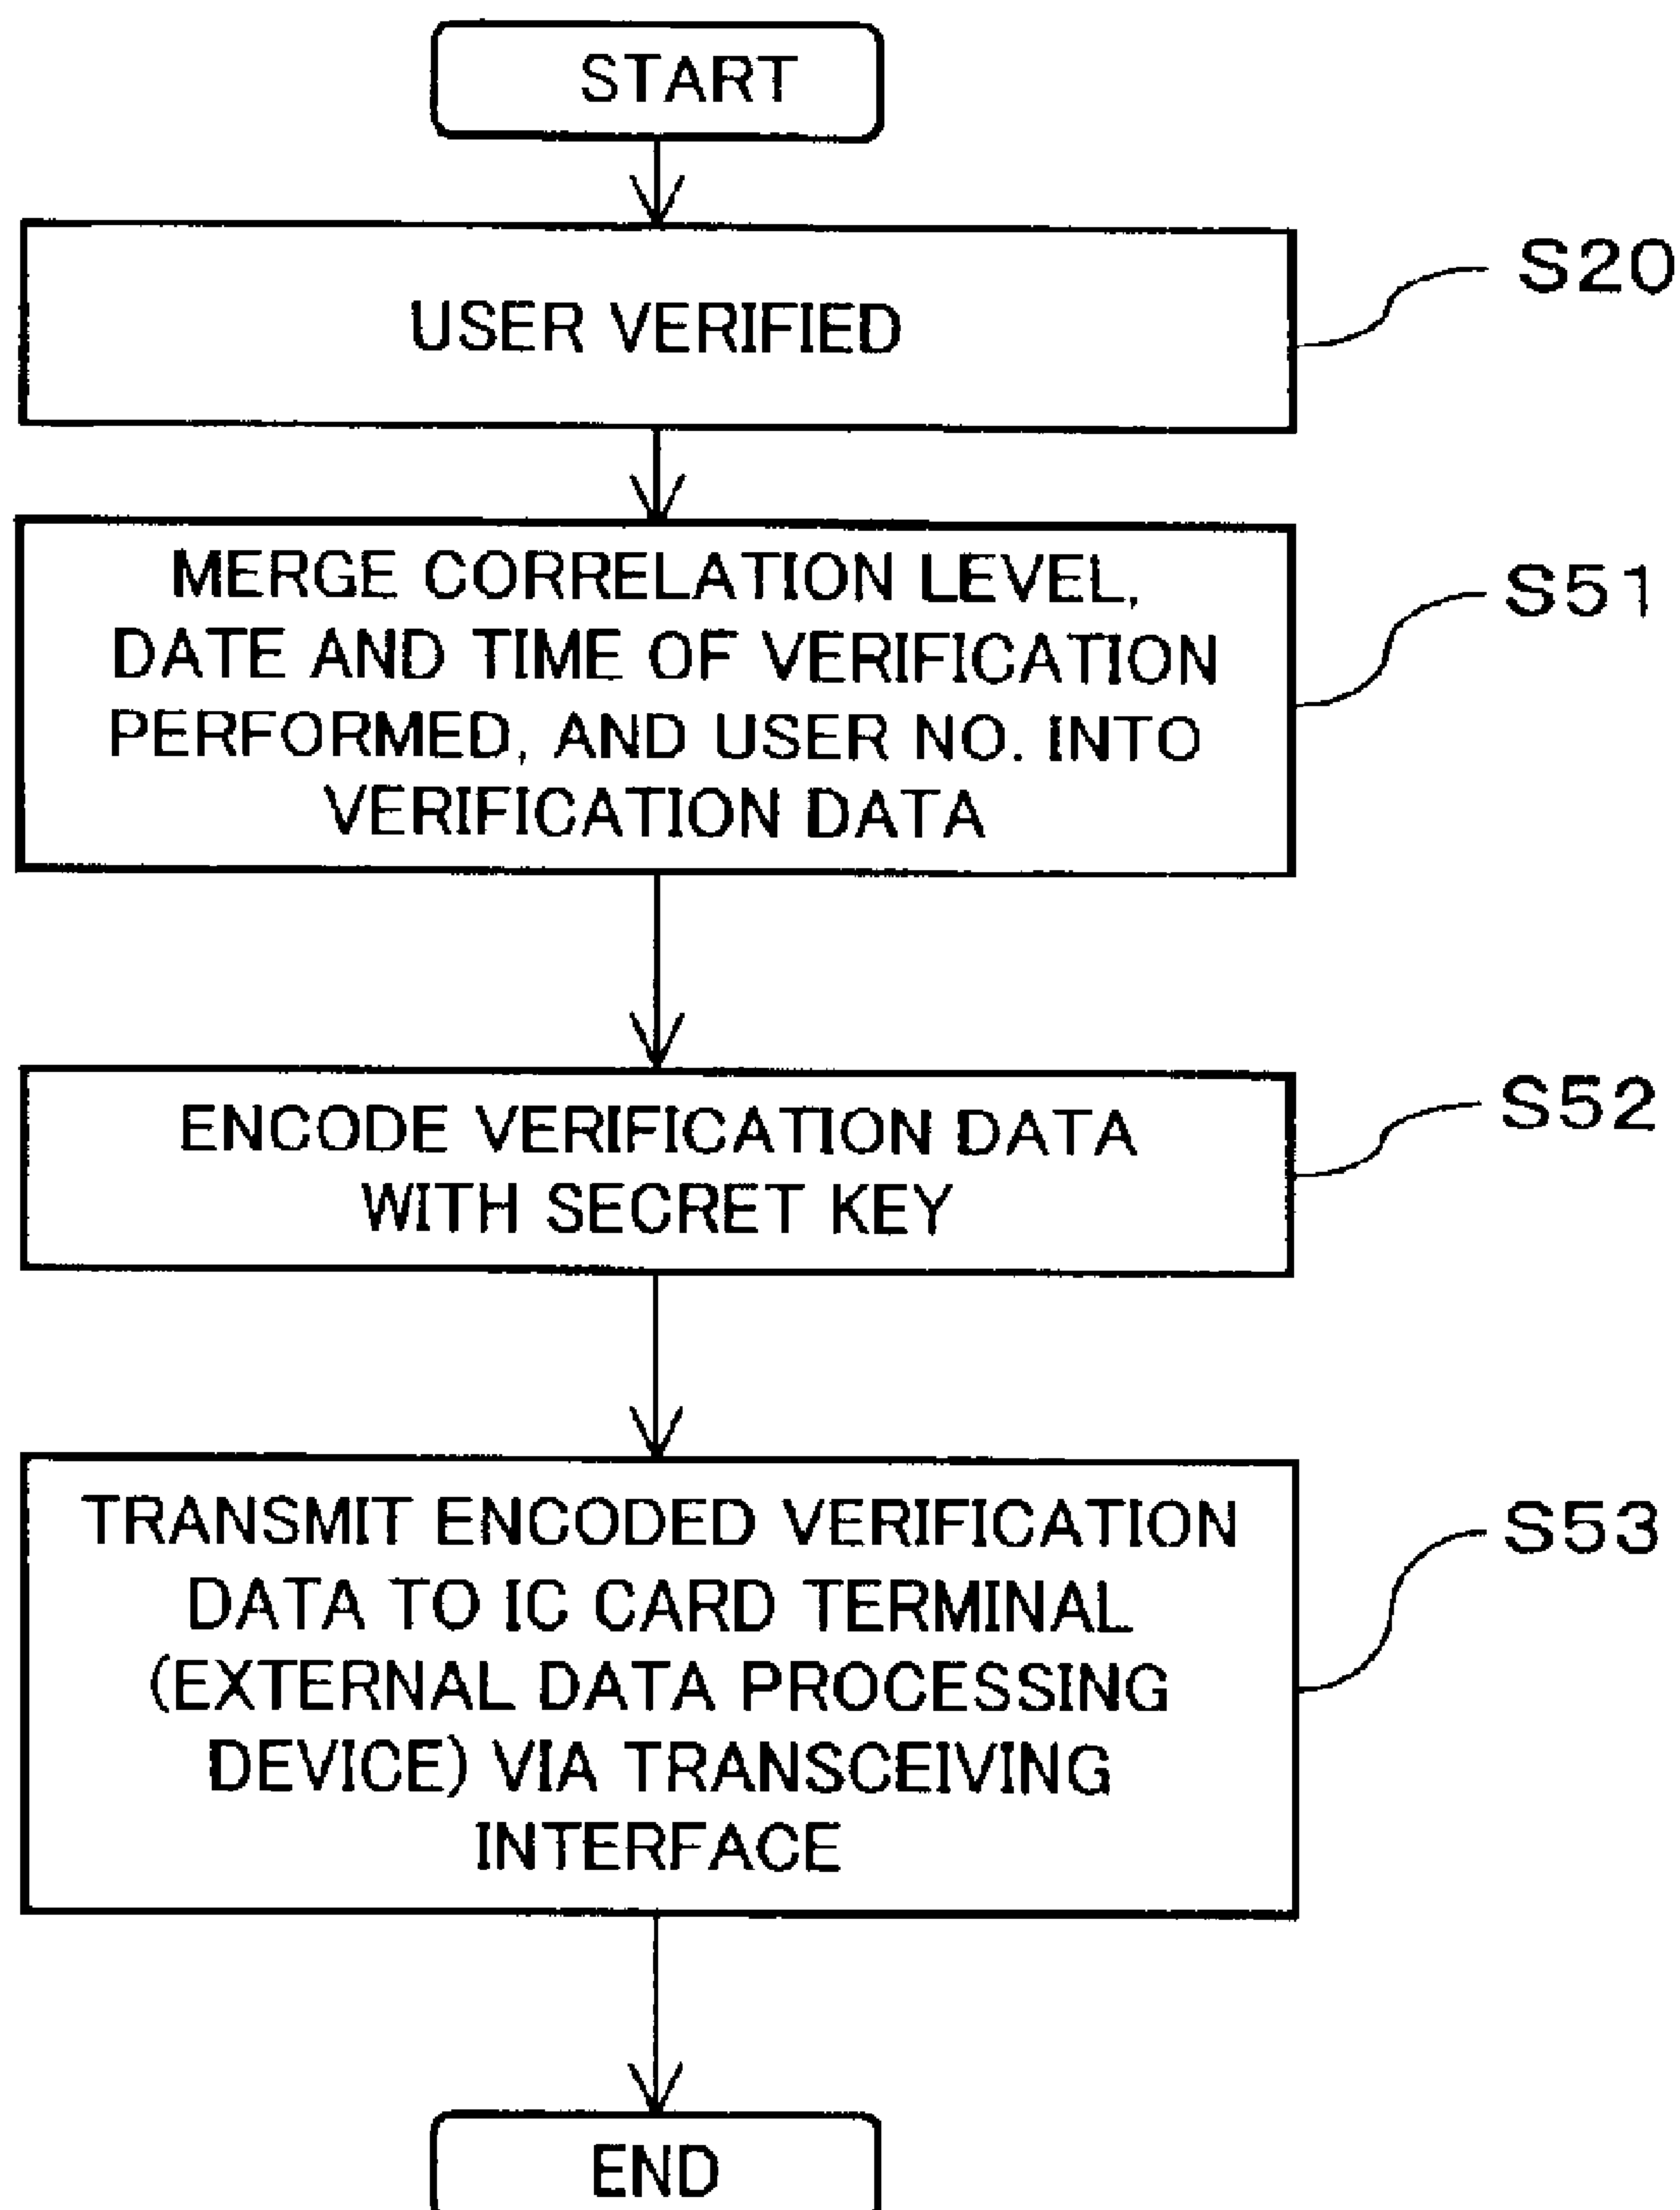 START
USER VERIFIED
S20
MERGE CORRELATION LEVEL,
DATE AND TIME OF VERIFICATION
PERFORMED, AND USER NO. INTO
VERIFICATION DATA
S51
ENCODE VERIFICATION DATA
WITH SECRET KEY
S52
TRANSMIT ENCODED VERIFICATION
DATA TO IC CARD TERMINAL
(EXTERNAL DATA PROCESSING
DEVICE) VIA TRANSCEIVING
INTERFACE
S53
END